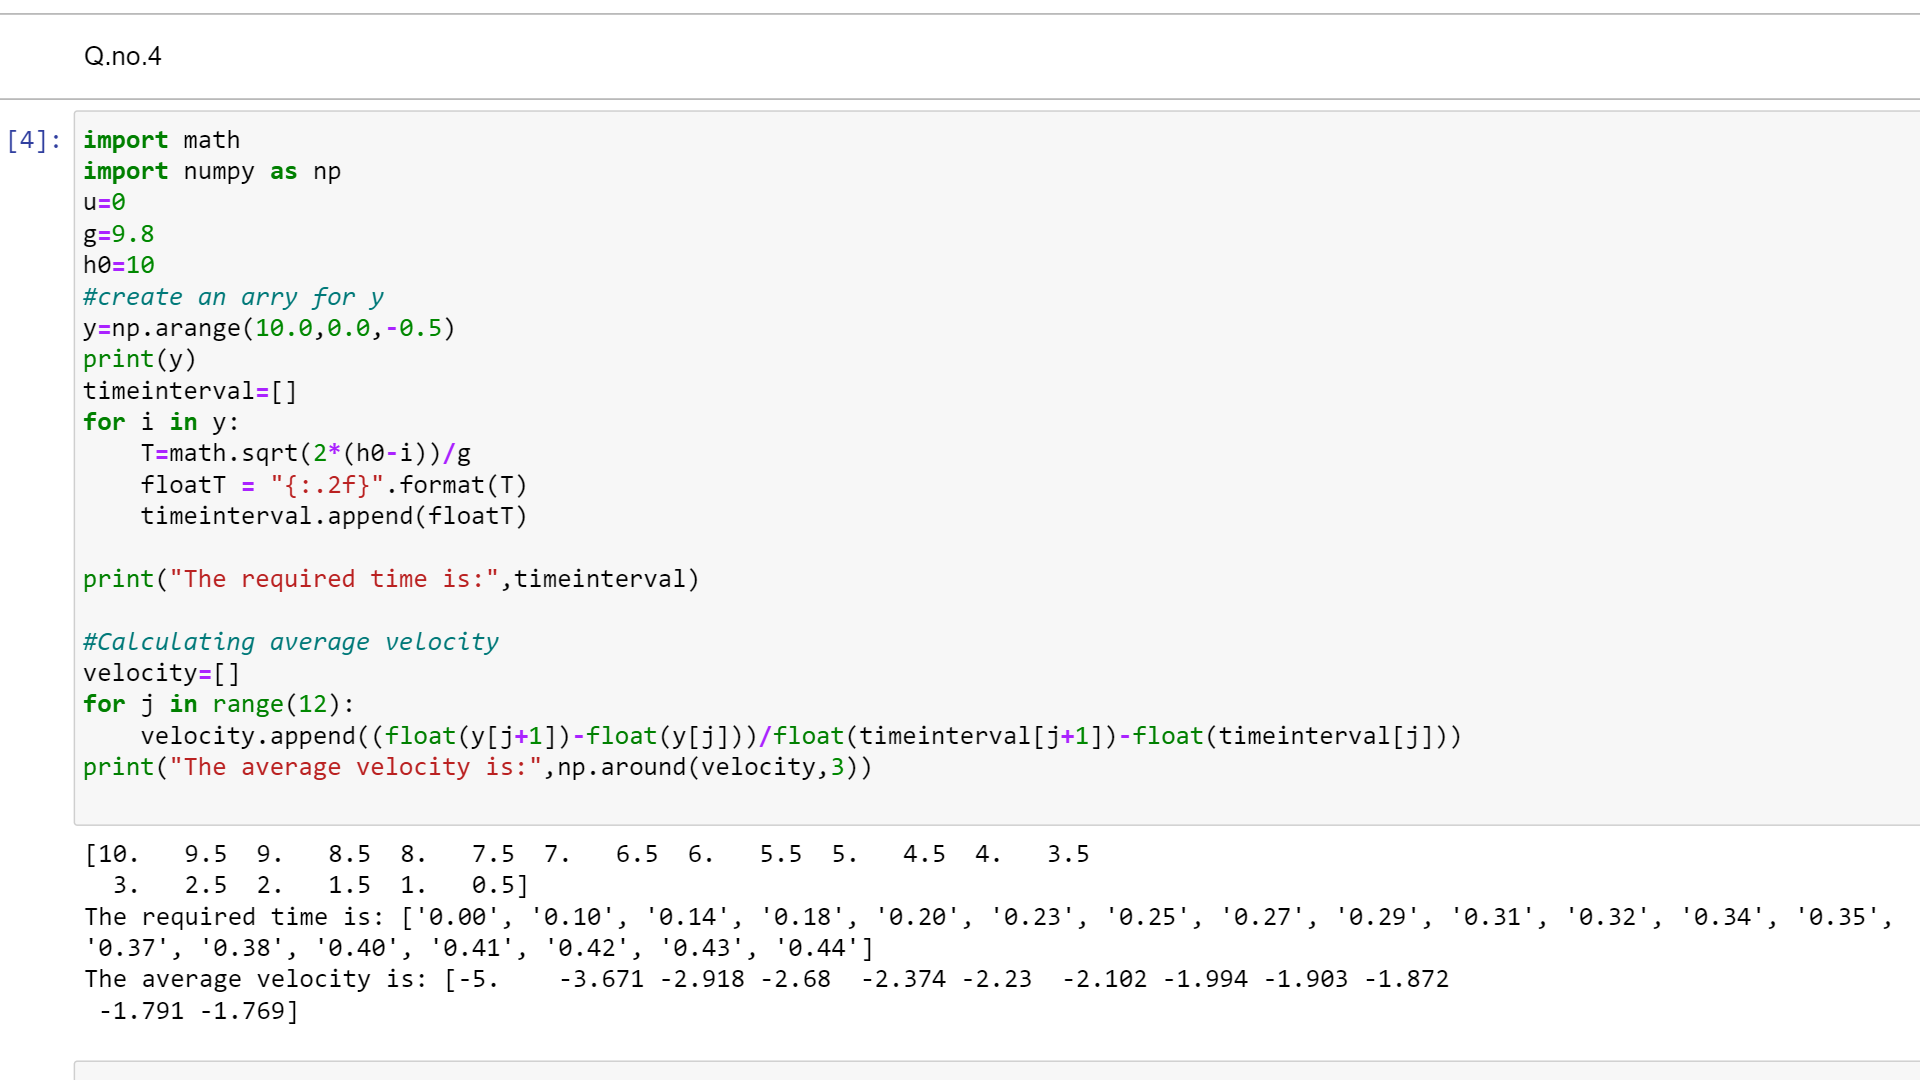 Q.no.4
[4]:
import math
import numpy as np
u=0
g=9.8
h0=10
#create an arry for y
y=np.arange(10.0,0.0,-0.5)
print(y)
timeinterval=[]
for i in y:
    T=math.sqrt(2*(h0-i))/g
    floatT = "{:.2f}".format(T)
    timeinterval.append(floatT)
print("The required time is:",timeinterval)
#Calculating average velocity
velocity=[]
for j in range(12):
    velocity.append((float(y[j+1])-float(y[j]))/float(timeinterval[j+1])-float(timeinterval[j]))
print("The average velocity is:",np.around(velocity,3))
[10.   9.5  9.   8.5  8.   7.5  7.   6.5  6.   5.5  5.   4.5  4.   3.5
  3.   2.5  2.   1.5  1.   0.5]
The required time is: ['0.00', '0.10', '0.14', '0.18', '0.20', '0.23', '0.25', '0.27', '0.29', '0.31', '0.32', '0.34', '0.35',
'0.37', '0.38', '0.40', '0.41', '0.42', '0.43', '0.44']
The average velocity is: [-5.    -3.671 -2.918 -2.68  -2.374 -2.23  -2.102 -1.994 -1.903 -1.872
 -1.791 -1.769]